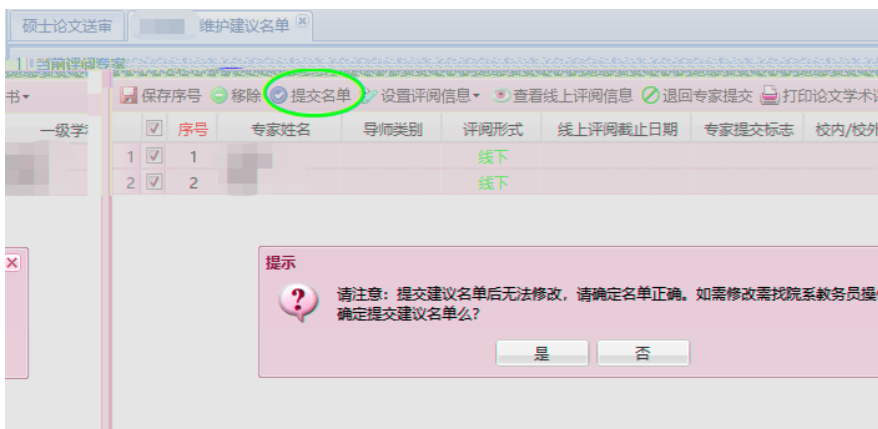 硕士论文送审
维护建议名单
当前评阅专家
书
保存序号 移除 提交名单 设置评阅信息 查看线上评阅信息 退回专家提交 打印论文学术
一级学
序号 专家姓名 导师类别 评阅形式 线上评阅截止日期 专家提交标志 校内/校外
1 1 线下
2 2 线下
提示
请注意：提交建议名单后无法修改，请确定名单正确。如需修改需找院系教务员操
确定提交建议名单么?
是 否